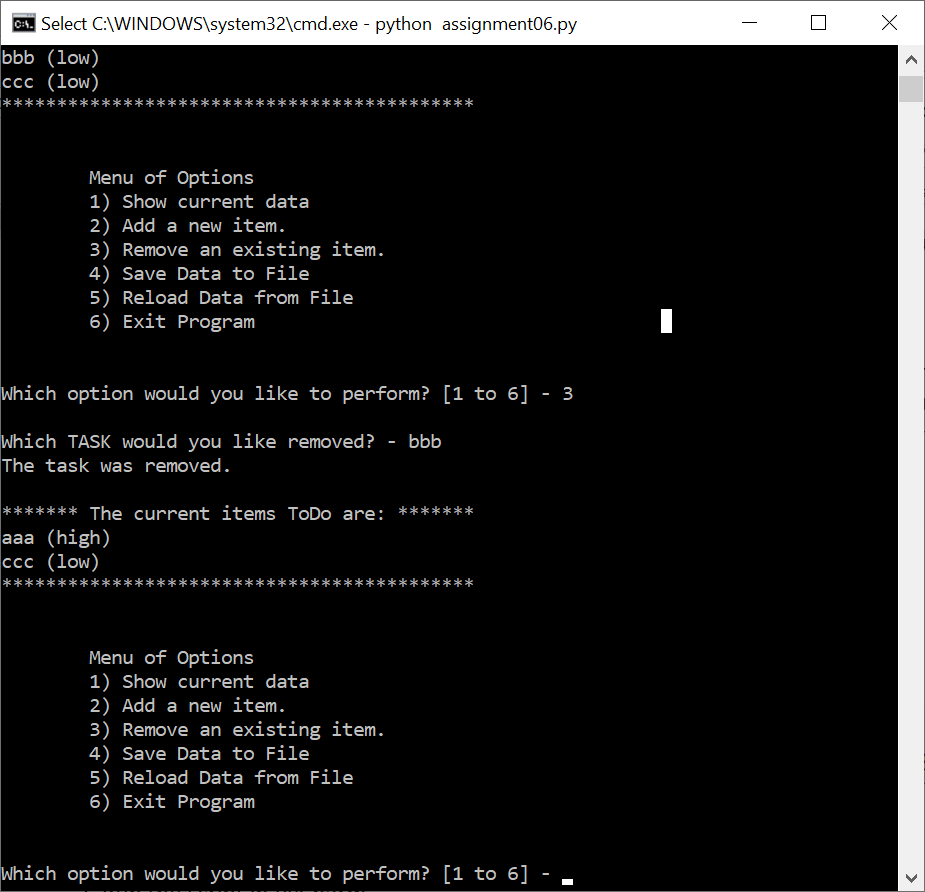 Select C:\WINDOWS\system32\cmd.exe - python  assignment06.py
bbb (low)
ccc (low)
*******************************************
Menu of Options
1) Show current data
2) Add a new item.
3) Remove an existing item.
4) Save Data to File
5) Reload Data from File
6) Exit Program
Which option would you like to perform? [1 to 6] - 3
Which TASK would you like removed? - bbb
The task was removed.
******* The current items ToDo are: *******
aaa (high)
ccc (low)
*******************************************
Menu of Options
1) Show current data
2) Add a new item.
3) Remove an existing item.
4) Save Data to File
5) Reload Data from File
6) Exit Program
Which option would you like to perform? [1 to 6] -